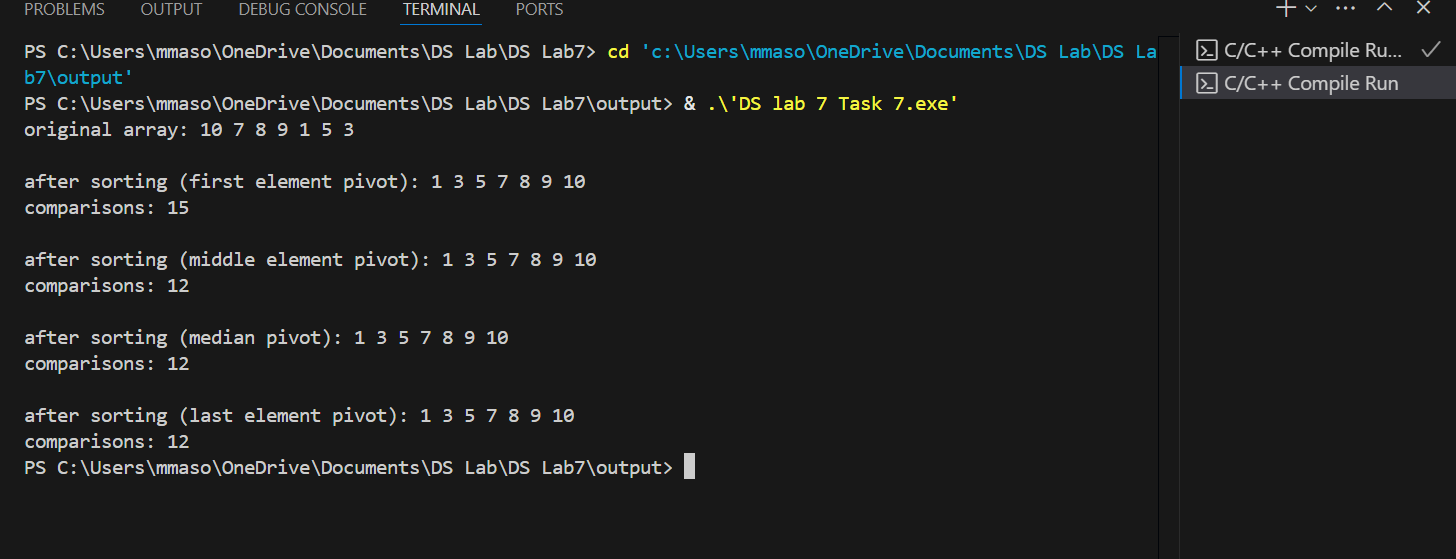 PROBLEMS OUTPUT DEBUG CONSOLE TERMINAL PORTS
PS C:\Users\mmaso\OneDrive\Documents\DS Lab\DS Lab7> cd 'c:\Users\mmaso\OneDrive\Documents\DS Lab\DS La
b7\output'
PS C:\Users\mmaso\OneDrive\Documents\DS Lab\DS Lab7\output> & .\'DS lab 7 Task 7.exe'
original array: 10 7 8 9 1 5 3
after sorting (first element pivot): 1 3 5 7 8 9 10
comparisons: 15
after sorting (middle element pivot): 1 3 5 7 8 9 10
comparisons: 12
after sorting (median pivot): 1 3 5 7 8 9 10
comparisons: 12
after sorting (last element pivot): 1 3 5 7 8 9 10
comparisons: 12
PS C:\Users\mmaso\OneDrive\Documents\DS Lab\DS Lab7\output>
C/C++ Compile Ru...
C/C++ Compile Run